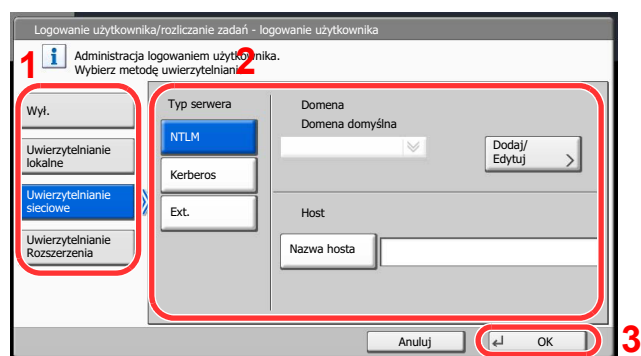 Logowanie użytkownika/rozliczanie zadań - logowanie użytkownika
Administracja logowaniem użytkownika.
Wybierz metodę uwierzytelniani
1
2
Wył.
Uwierzytelnianie
lokalne
Uwierzytelnianie
sieciowe
Uwierzytelnianie
Rozszerzenia
Typ serwera
NTLM
Kerberos
Ext.
Domena
Domena domyślna
Dodaj/
Edytuj
Host
Nazwa hosta
Anuluj
OK
3